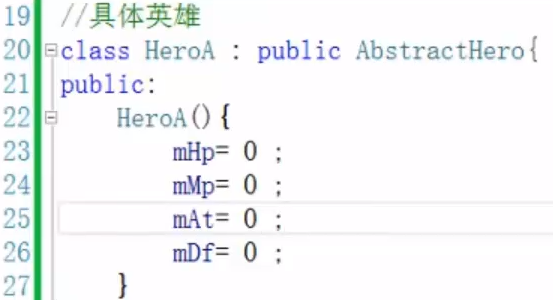 19 //具体英雄
20 class HeroA : public AbstractHero{
21 public:
22 HeroA(){
23 mHp= 0 ;
24 mMp= 0 ;
25 mAt= 0 ;
26 mDf= 0 ;
27 }